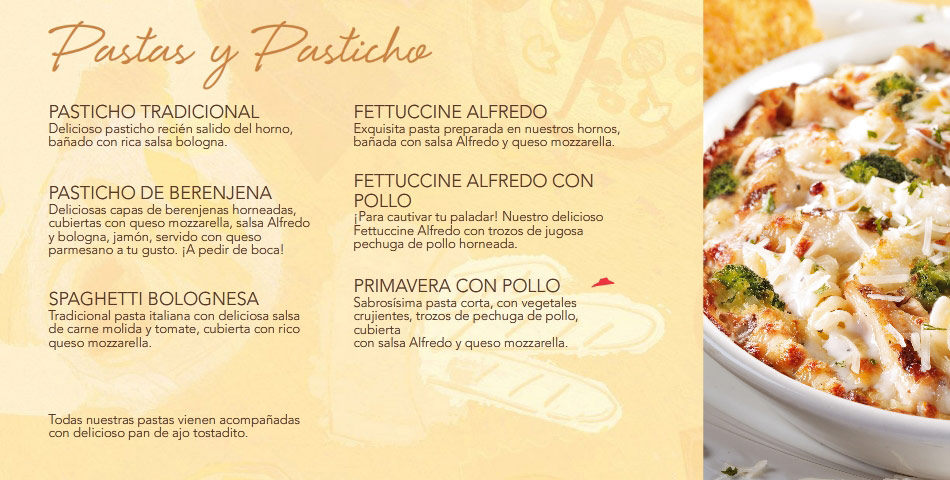 Pastas y Pasticho
PASTICHO TRADICIONAL
Delicioso pasticho recién salido del horno,
bañado con rica salsa bologna.
PASTICHO DE BERENJENA
Deliciosas capas de berenjenas horneadas,
cubiertas con queso mozzarella, salsa Alfredo
y bologna, jamón, servido con queso
parmesano a tu gusto. ¡A pedir de boca!
SPAGHETTI BOLOGNESA
Tradicional pasta italiana con deliciosa salsa
de carne molida y tomate, cubierta con rico
queso mozzarella.
Todas nuestras pastas vienen acompañadas
con delicioso pan de ajo tostadito.
FETTUCCINE ALFREDO
Exquisita pasta preparada en nuestros hornos,
bañada con salsa Alfredo y queso mozzarella.
FETTUCCINE ALFREDO CON
POLLO
¡Para cautivar tu paladar! Nuestro delicioso
Fettuccine Alfredo con trozos de jugosa
pechuga de pollo horneada.
PRIMAVERA CON POLLO
Sabrosísima pasta corta, con vegetales
crujientes, trozos de pechuga de pollo,
cubierta
con salsa Alfredo y queso mozzarella.